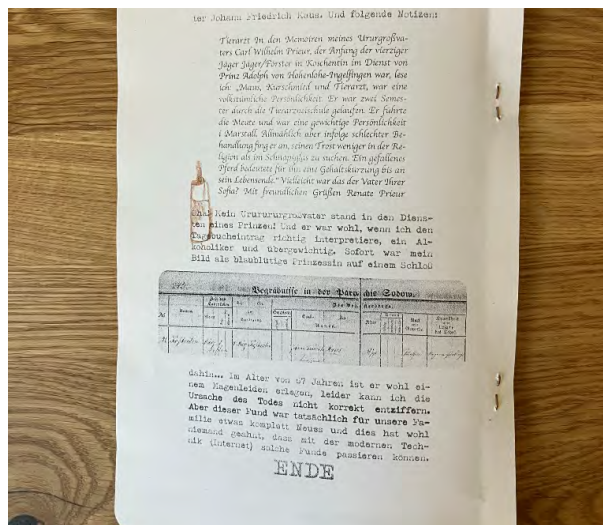 ter Johann Friedrich Maus. Und folgende Notizen:
Tierarzt In den Memoiren meines Ururgroßva-
ters Carl Wilhelm Prieur, der Anfang der vierziger
Jäger Jäger/Förster in Koschentin im Dienst von
Prinz Adolph von Hohenlohe-Ingelfingen war, lese
ich „Maus, Kurschmied und Tierarzt, war eine
volkstümliche Persönlichkeit. Er war zwei Semes-
ter durch die Tierarzneischule gelaufen. Er führte
die Meute und war eine gewichtige Persönlichkeit
i Marstall. Allmählich aber infolge schlechter Be-
handlung fing er an, seinen Trost weniger in der Re-
ligion als im Schnapsglas zu suchen. Ein gefallenes
Pferd bedeutete für ihn eine Gehaltskürzung bis an
sein Lebensende." Vielleicht war das der Vater Ihrer
Sofia? Mit freundlichen Grüßen Renate Prieur
Aha! Mein Urururgroßvater stand in den Diens-
ten eines Prinzen! Und er war wohl, wenn ich den
Tagebucheintrag richtig interpretiere, ein Al-
koholiker und übergewichtig. Sofort war mein
Bild als blaublütige Prinzessin auf einem Schloß
Begräbnisse in der Parochie Sodow.
dahin... Im Alter von 57 Jahren ist er wohl ei-
nem Magenleiden erlegen, leider kann ich die
Ursache des Todes nicht korrekt entziffern.
Aber dieser Fund war tatsächlich für unsere Fa-
milie etwas komplett Neues und dies hat wohl
niemand geahnt, dass mit der modernen Tech-
nik (Internet) solche Funde passieren können.
ENDE